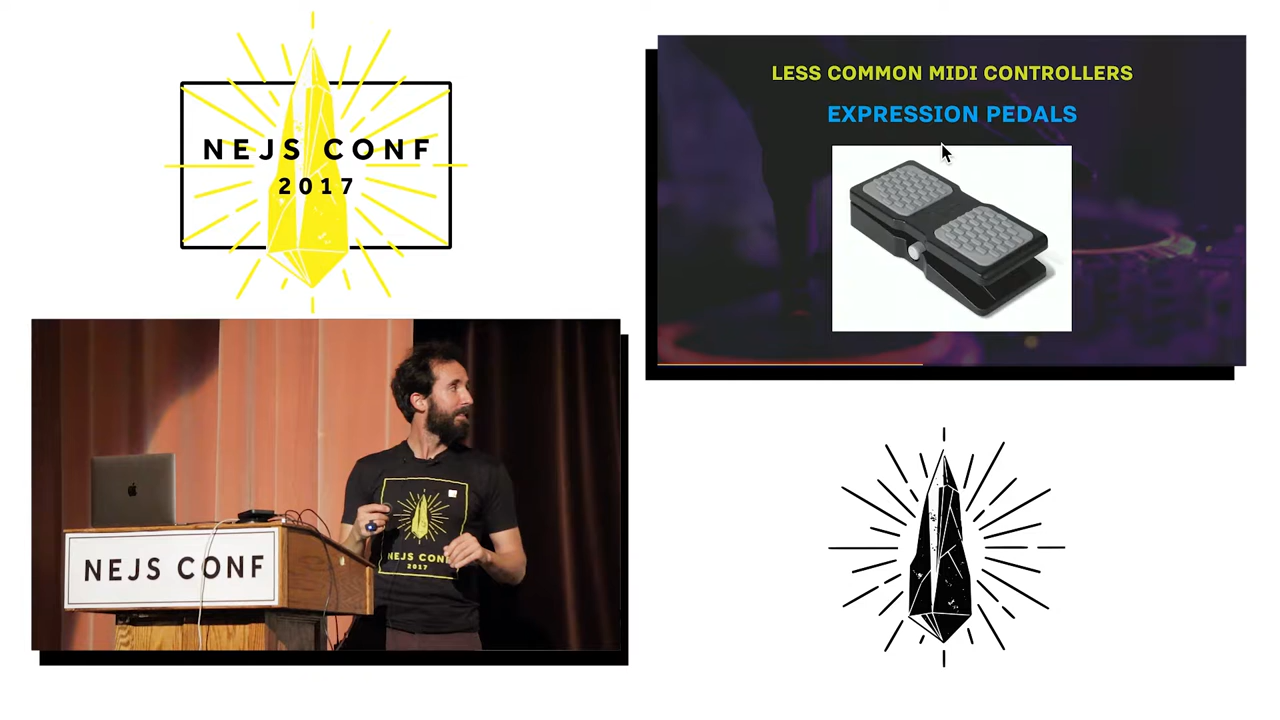 NEJS CONF
2017
LESS COMMON MIDI CONTROLLERS
EXPRESSION PEDALS
NEJS CONF
NEJS CONF
2017